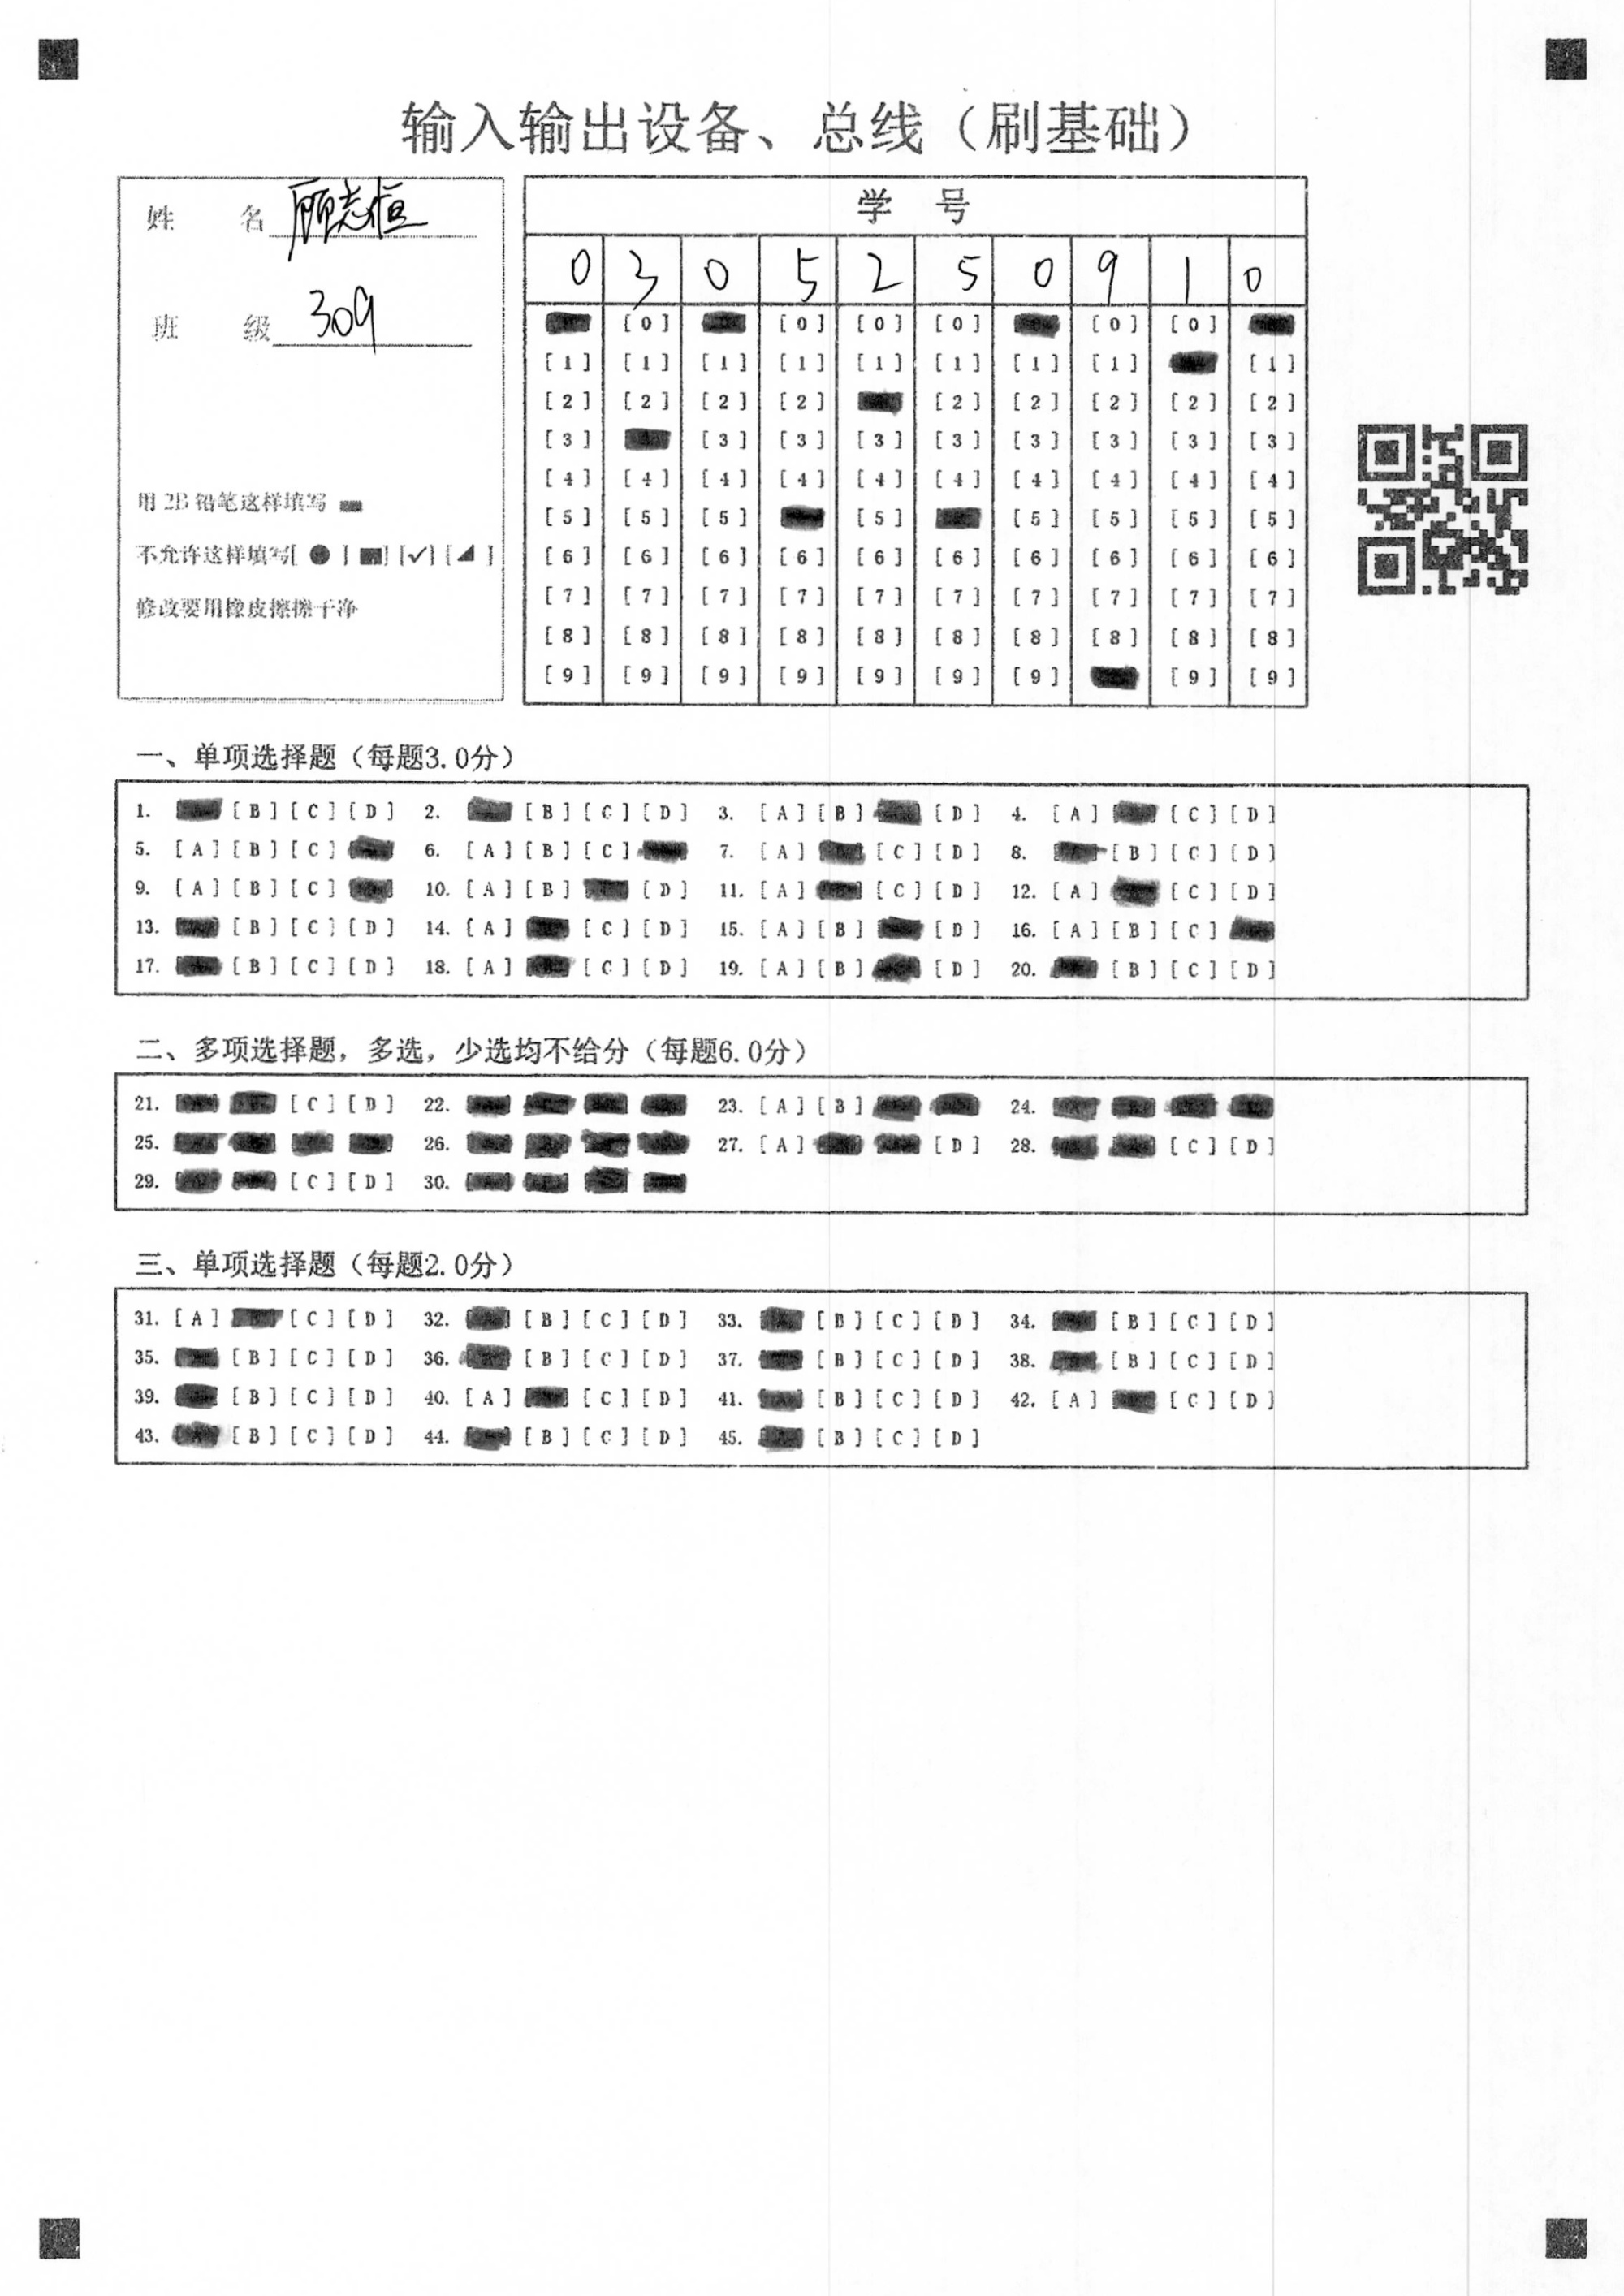 输入输出设备、总线（刷基础）
姓 名 顾志恒
班 级 309
用 2B 铅笔这样填写
不允许这样填写[ ● ] [■] [✓] [◢ ]
修改要用橡皮擦擦干净
学 号
0 3 0 5 2 5 0 9 1 0
[0] [0] [0] [0] [0] [0]
[1] [1] [1] [1] [1] [1] [1] [1] [1]
[2] [2] [2] [2] [2] [2] [2] [2] [2]
[3] [3] [3] [3] [3] [3] [3] [3] [3]
[4] [4] [4] [4] [4] [4] [4] [4] [4] [4]
[5] [5] [5] [5] [5] [5] [5] [5]
[6] [6] [6] [6] [6] [6] [6] [6] [6] [6]
[7] [7] [7] [7] [7] [7] [7] [7] [7] [7]
[8] [8] [8] [8] [8] [8] [8] [8] [8] [8]
[9] [9] [9] [9] [9] [9] [9] [9] [9]
一、单项选择题（每题3.0分）
1. [B] [C] [D] 2. [B] [C] [D] 3. [A] [B] [D] 4. [A] [C] [D]
5. [A] [B] [C] 6. [A] [B] [C] 7. [A] [C] [D] 8. [B] [C] [D]
9. [A] [B] [C] 10. [A] [B] [D] 11. [A] [C] [D] 12. [A] [C] [D]
13. [B] [C] [D] 14. [A] [C] [D] 15. [A] [B] [D] 16. [A] [B] [C]
17. [B] [C] [D] 18. [A] [C] [D] 19. [A] [B] [D] 20. [B] [C] [D]
二、多项选择题，多选，少选均不给分（每题6.0分）
21. [C] [D] 22. 23. [A] [B] 24.
25. 26. 27. [A] [D] 28. [C] [D]
29. [C] [D] 30.
三、单项选择题（每题2.0分）
31. [A] [C] [D] 32. [B] [C] [D] 33. [B] [C] [D] 34. [B] [C] [D]
35. [B] [C] [D] 36. [B] [C] [D] 37. [B] [C] [D] 38. [B] [C] [D]
39. [B] [C] [D] 40. [A] [C] [D] 41. [B] [C] [D] 42. [A] [C] [D]
43. [B] [C] [D] 44. [B] [C] [D] 45. [B] [C] [D]